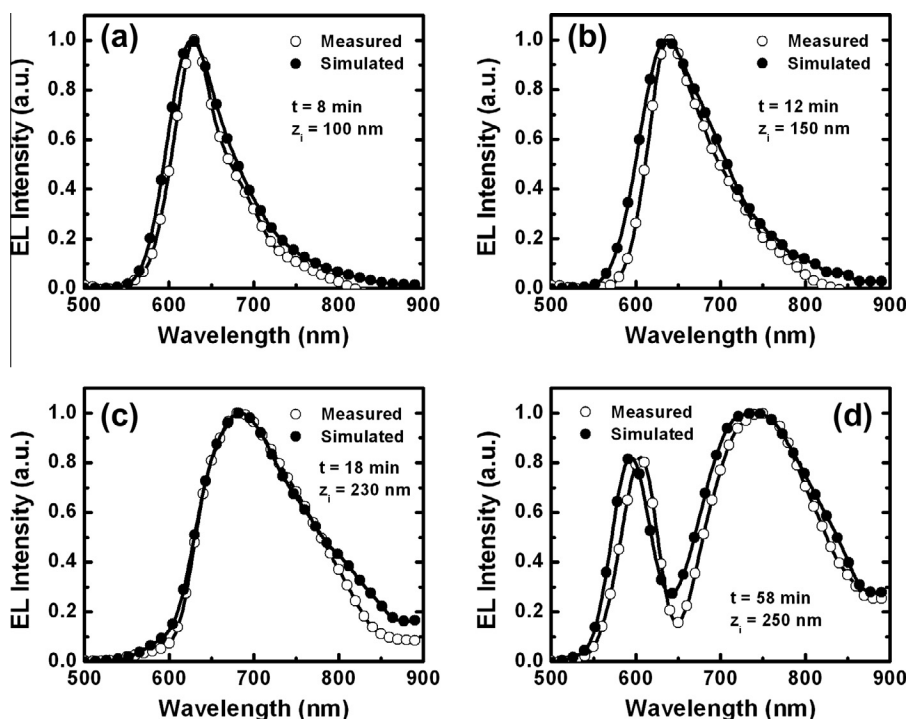 (a)
Measured
Simulated
t = 8 min
z_i = 100 nm
EL Intensity (a.u.)
1.0
0.8
0.6
0.4
0.2
0.0
500 600 700 800 900
Wavelength (nm)
(b)
Measured
Simulated
t = 12 min
z_i = 150 nm
EL Intensity (a.u.)
1.0
0.8
0.6
0.4
0.2
0.0
500 600 700 800 900
Wavelength (nm)
(c)
Measured
Simulated
t = 18 min
z_i = 230 nm
EL Intensity (a.u.)
1.0
0.8
0.6
0.4
0.2
0.0
500 600 700 800 900
Wavelength (nm)
(d)
Measured
Simulated
t = 58 min
z_i = 250 nm
EL Intensity (a.u.)
1.0
0.8
0.6
0.4
0.2
0.0
500 600 700 800 900
Wavelength (nm)